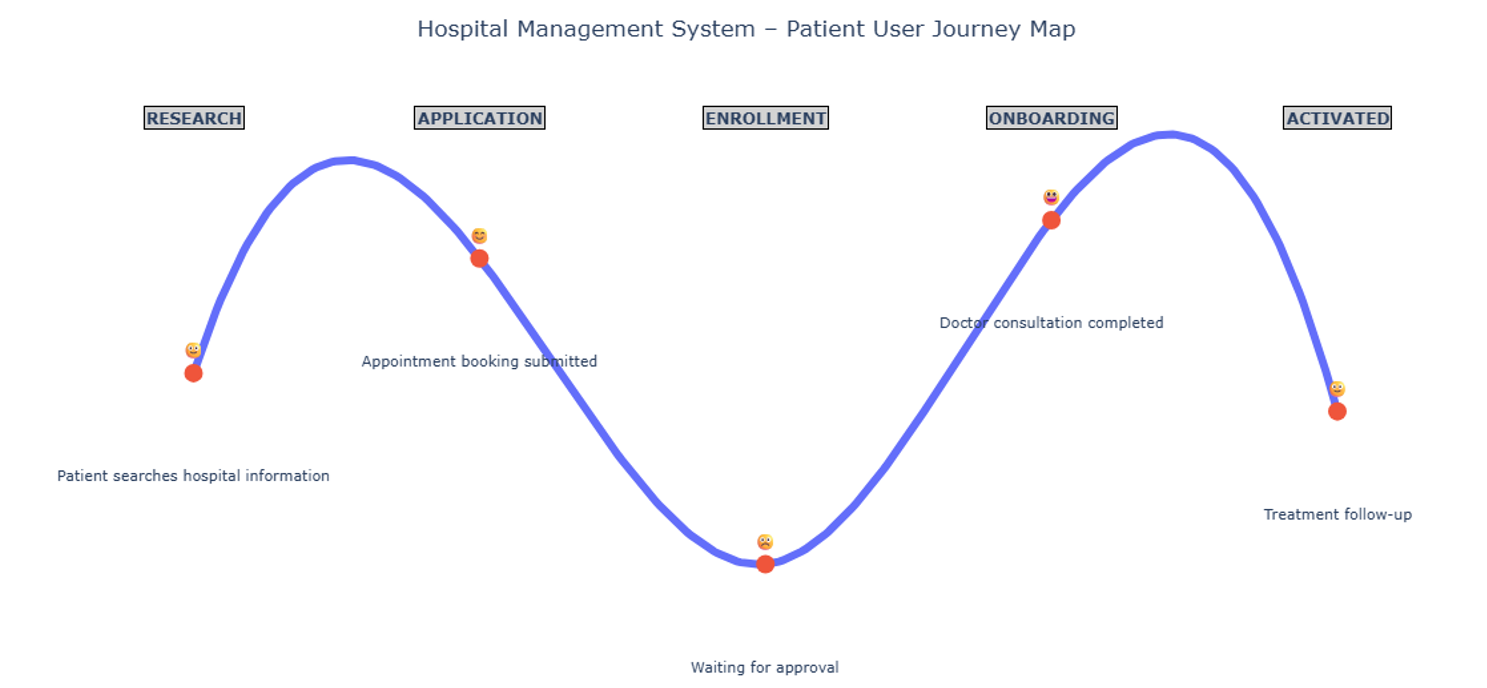 Hospital Management System – Patient User Journey Map
RESEARCH
APPLICATION
ENROLLMENT
ONBOARDING
ACTIVATED
Doctor consultation completed
Appointment booking submitted
Patient searches hospital information
Treatment follow-up
Waiting for approval